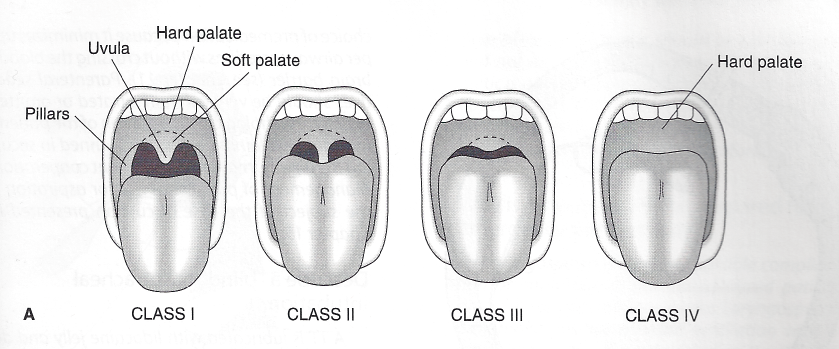 Hard palate
Uvula
Soft palate
Hard palate
Pillars
A
CLASS I
CLASS II
CLASS III
CLASS IV